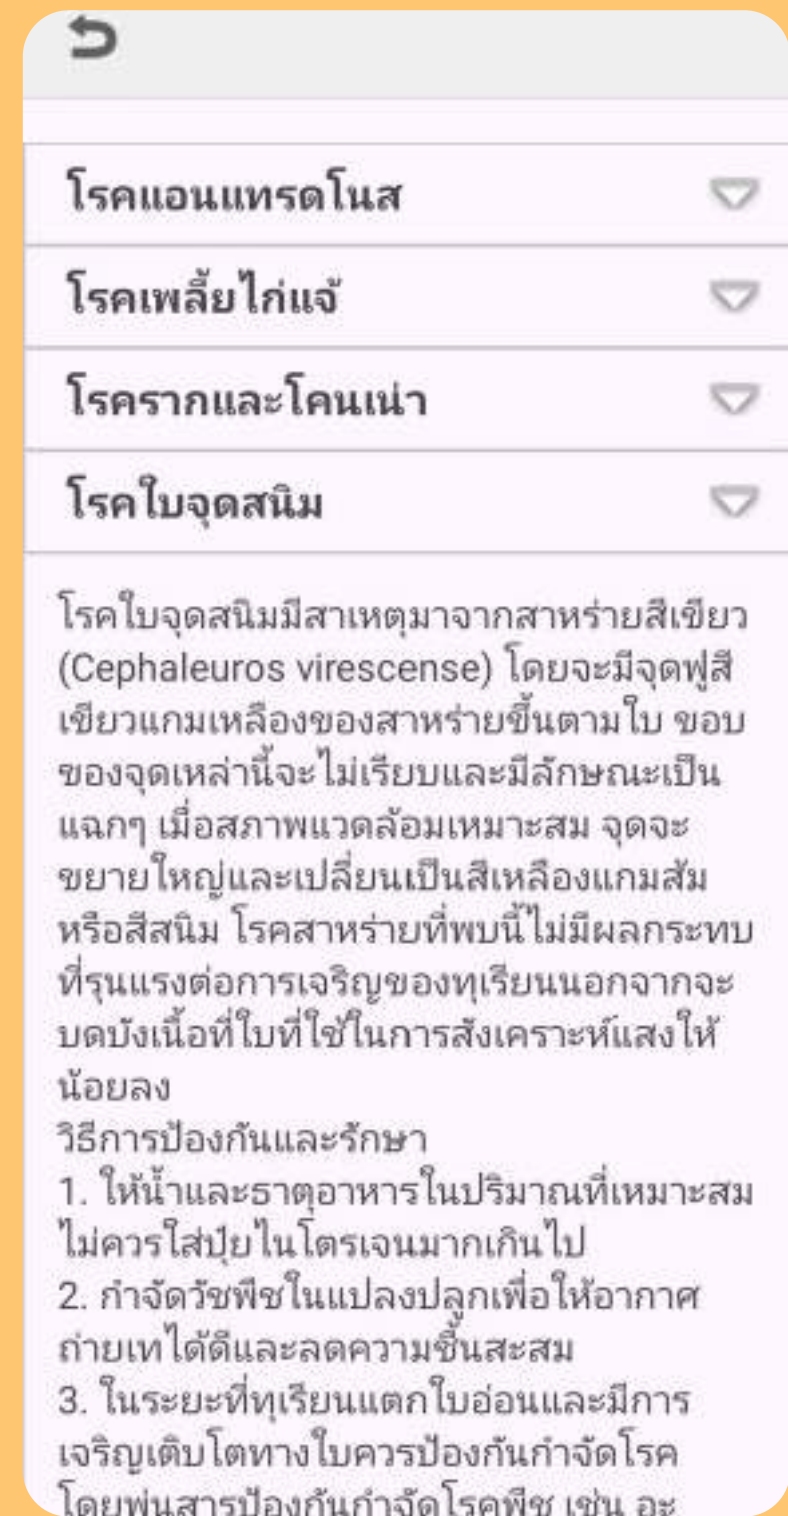 โรคแอนแทรดโนส
โรคเพลี้ยไก่แจ้
โรครากและโคนเน่า
โรคใบจุดสนิม
โรคใบจุดสนิมมีสาเหตุมาจากสาหร่ายสีเขียว
(Cephaleuros virescense) โดยจะมีจุดฟูสี
เขียวแกมเหลืองของสาหร่ายขึ้นตามใบ ขอบ
ของจุดเหล่านี้จะไม่เรียบและมีลักษณะเป็น
แฉกๆ เมื่อสภาพแวดล้อมเหมาะสม จุดจะ
ขยายใหญ่และเปลี่ยนเป็นสีเหลืองแกมส้ม
หรือสีสนิม โรคสาหร่ายที่พบนี้ไม่มีผลกระทบ
ที่รุนแรงต่อการเจริญของทุเรียนนอกจากจะ
บดบังเนื้อที่ใบที่ใช้ในการสังเคราะห์แสงให้
น้อยลง
วิธีการป้องกันและรักษา
1. ให้น้ำและธาตุอาหารในปริมาณที่เหมาะสม
ไม่ควรใส่ปุ๋ยไนโตรเจนมากเกินไป
2. กำจัดวัชพืชในแปลงปลูกเพื่อให้อากาศ
ถ่ายเทได้ดีและลดความชื้นสะสม
3. ในระยะที่ทุเรียนแตกใบอ่อนและมีการ
เจริญเติบโตทางใบควรป้องกันกำจัดโรค
โดยพ่นสารป้องกันกำจัดโรคพืช เช่น อะ